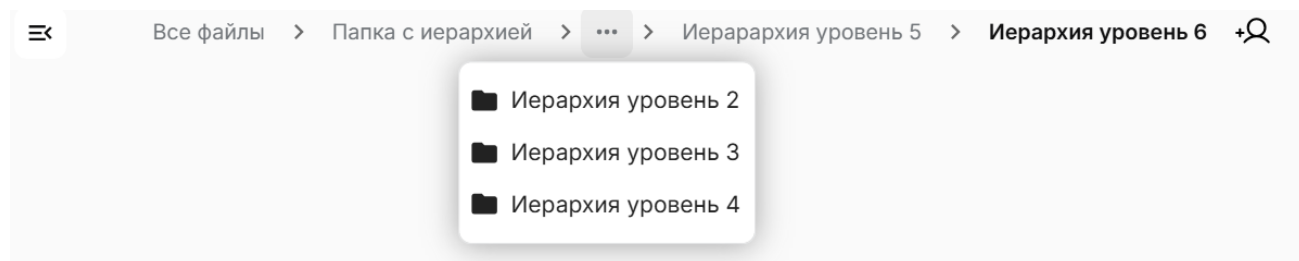 Все файлы > Папка с иерархией > ••• > Иерарархия уровень 5 > Иерархия уровень 6
Иерархия уровень 2
Иерархия уровень 3
Иерархия уровень 4